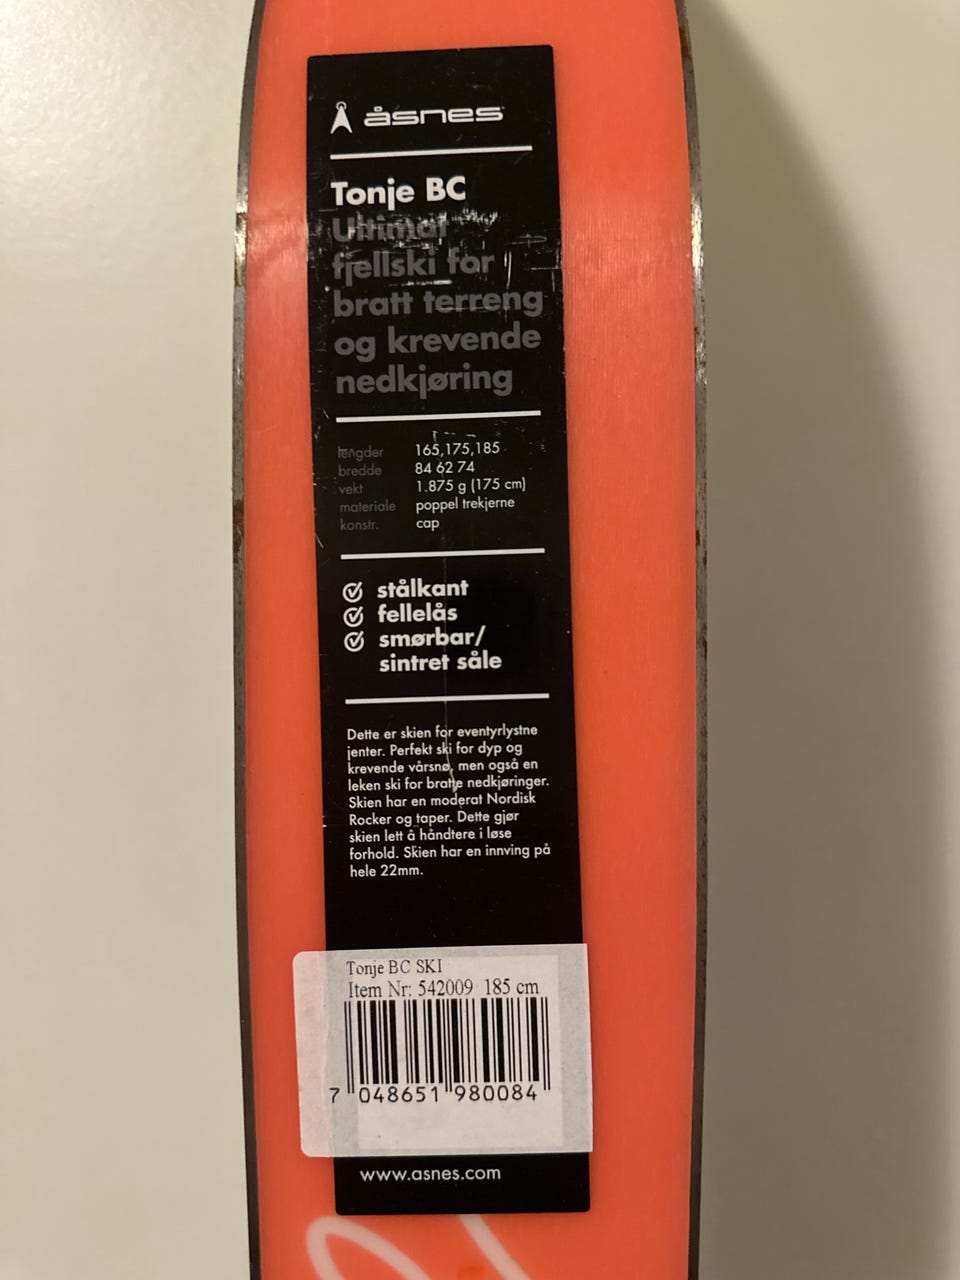 åsnes
Tonje BC
Ultimat
fjellski for
bratt terreng
og krevende
nedkjøring
lengder 165,175,185
bredde 84 62 74
vekt 1.875 g (175 cm)
materiale poppel trekjerne
konstr. cap
stålkant
fellelås
smørbar/
sintret såle
Dette er skien for eventyrlystne
jenter. Perfekt ski for dyp og
krevende vårsnø, men også en
leken ski for bratte nedkjøringer.
Skien har en moderat Nordisk
Rocker og taper. Dette gjør
skien lett å håndtere i løse
forhold. Skien har en innving på
hele 22mm.
Tonje BC SKI
Item Nr: 542009 185 cm
7 048651 980084
www.asnes.com